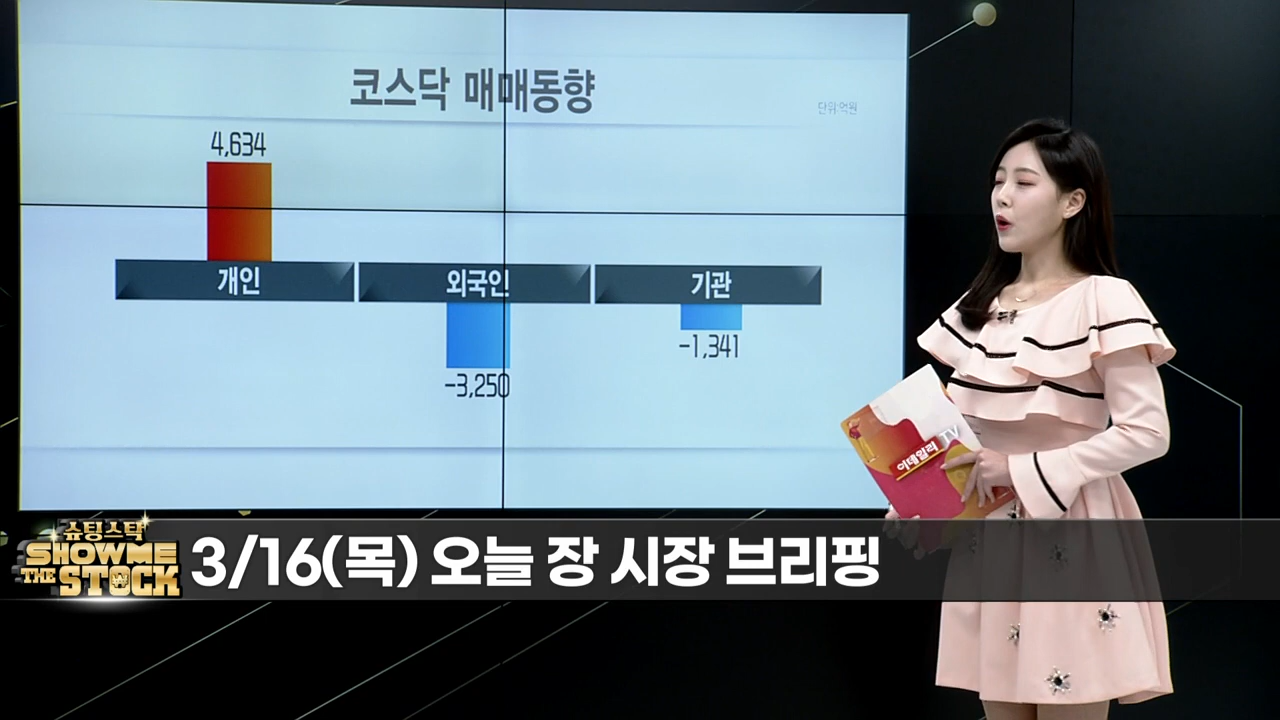 코스닥 매매동향
단위:억원
4,634
개인
외국인
기관
-3,250
-1,341
이데일리 TV
슈팅스탁
SHOW ME
THE STOCK
3/16(목) 오늘 장 시장 브리핑